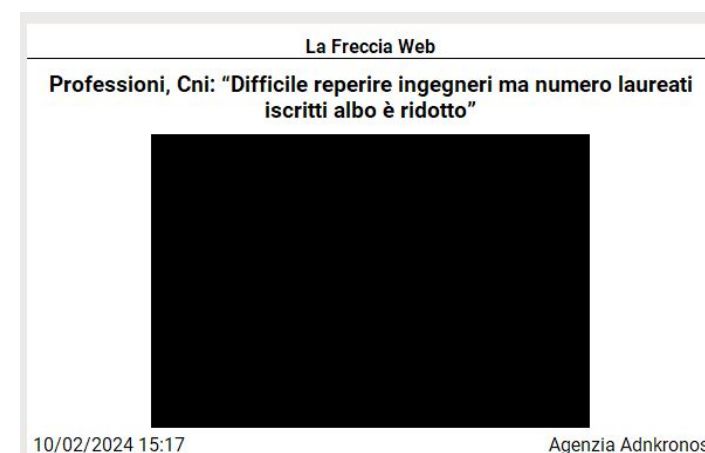 La Freccia Web
Professioni, Cni: “Difficile reperire ingegneri ma numero laureati
iscritti albo è ridotto”
10/02/2024 15:17
Agenzia Adnkronos